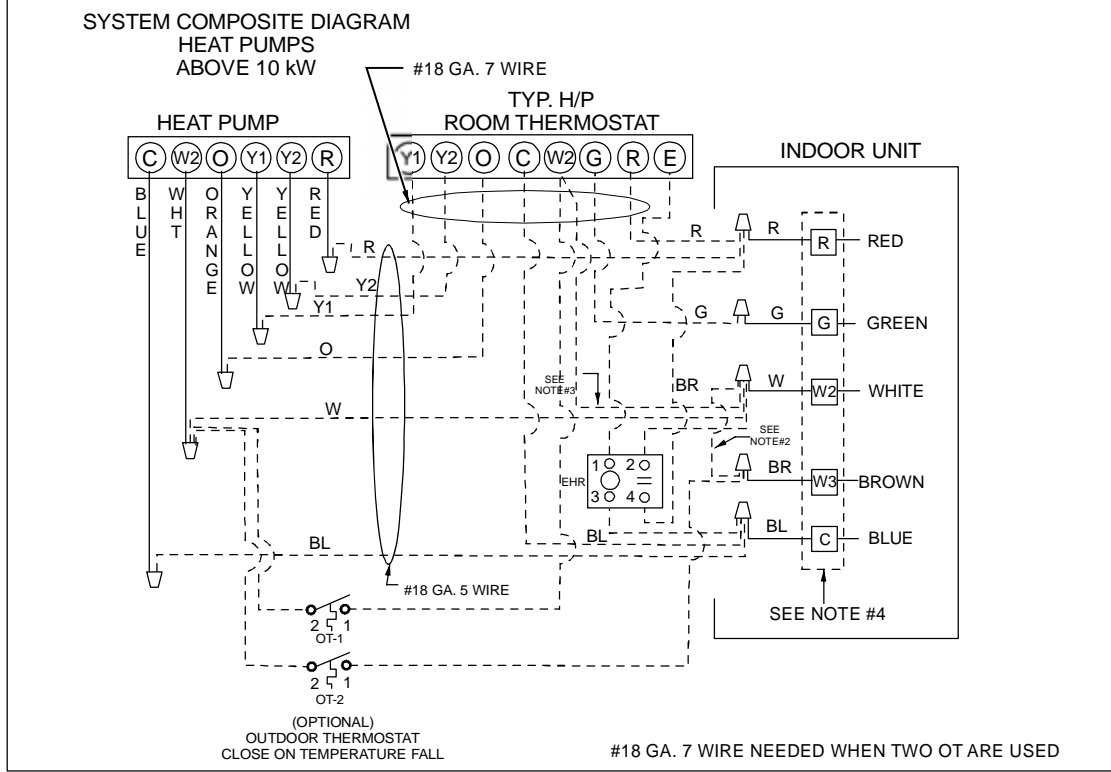 SYSTEM COMPOSITE DIAGRAM
HEAT PUMPS
ABOVE 10 kW
#18 GA. 7 WIRE
TYP. H/P
ROOM THERMOSTAT
HEAT PUMP
INDOOR UNIT
C W2 O Y1 Y2 R
Y1 Y2 O C W2 G R E
BLUE
WHT
ORANGE
YELLOW
YELLOW
RED
R
Y2
Y1
O
W
BL
R
R
R
RED
G
G
G
GREEN
SEE
NOTE#3
BR
W
W2
WHITE
SEE
NOTE#2
EHR
1 2
3 4
BR
W3
BROWN
BL
BL
C
BLUE
#18 GA. 5 WIRE
SEE NOTE #4
2 1
OT-1
2 1
OT-2
(OPTIONAL)
OUTDOOR THERMOSTAT
CLOSE ON TEMPERATURE FALL
#18 GA. 7 WIRE NEEDED WHEN TWO OT ARE USED